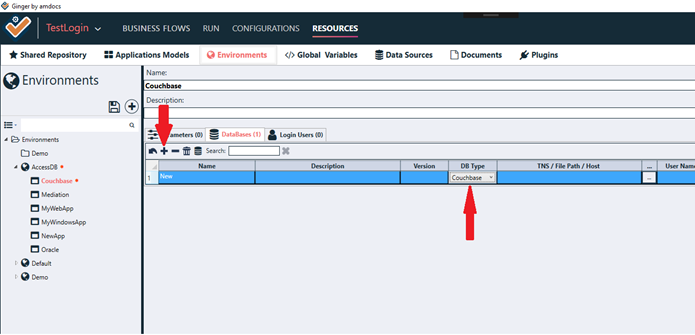 Ginger by amdocs
TestLogin BUSINESS FLOWS RUN CONFIGURATIONS RESOURCES
Shared Repository Applications Models Environments Global Variables Data Sources Documents Plugins
Environments
Name:
Couchbase
Description:
rameters (0) DataBases (1) Login Users (0)
Search:
Name Description Version DB Type TNS / File Path / Host ... User Nam
1 New Couchbase ...
Environments
Demo
AccessDB
Couchbase
Mediation
MyWebApp
MyWindowsApp
NewApp
Oracle
Default
Demo